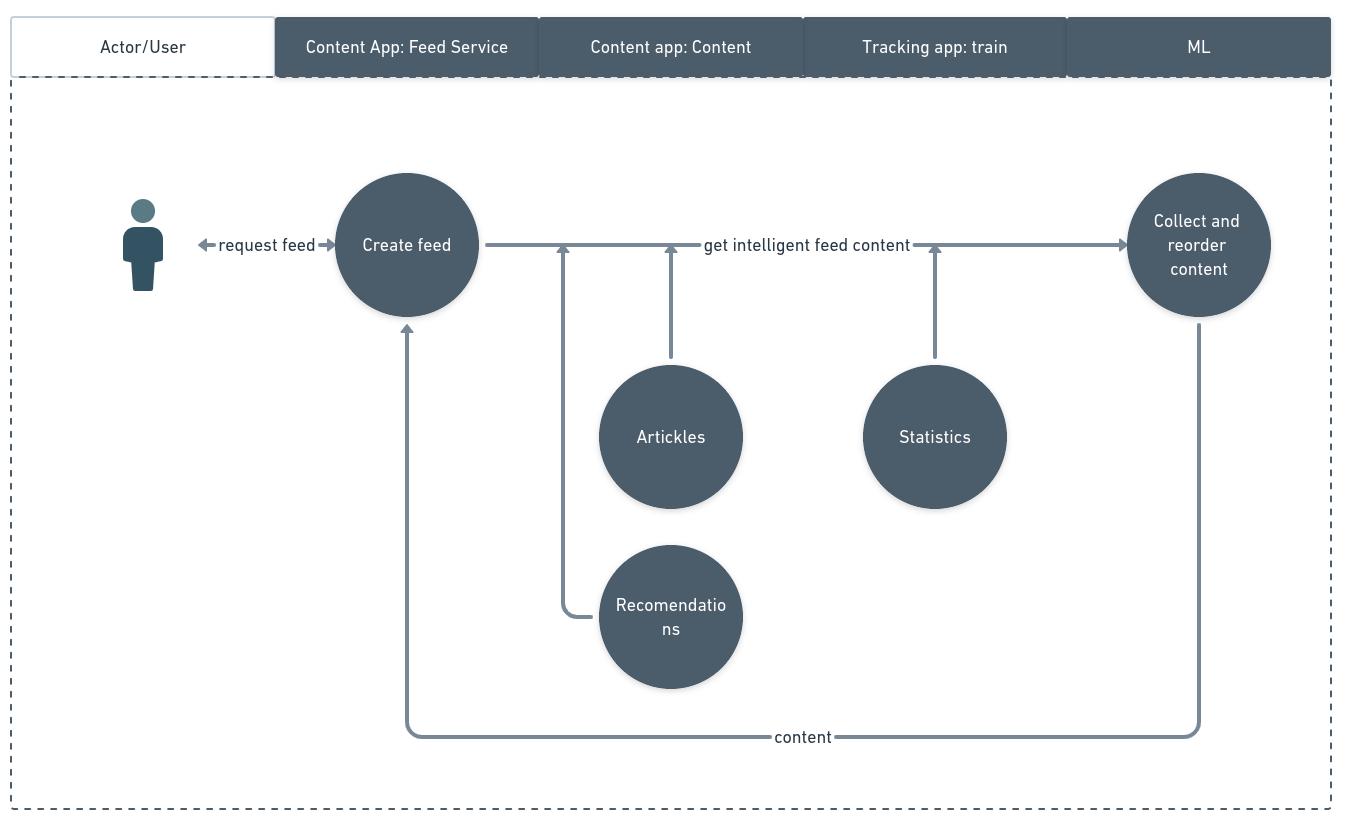 Actor/User
Content App: Feed Service
Content app: Content
Tracking app: train
ML
request feed
Create feed
get intelligent feed content
Collect and
reorder
content
Artickles
Statistics
Recomendatio
ns
content